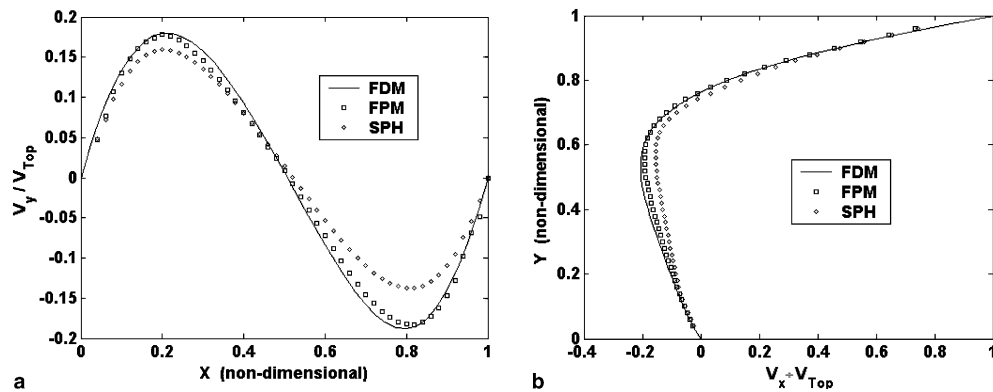 0.2
0.15
0.1
0.05
0
-0.05
-0.1
-0.15
-0.2
V_y / V_Top
FDM
FPM
SPH
0 0.2 0.4 0.6 0.8 1
X (non-dimensional)
a
1
0.8
0.6
0.4
0.2
0
Y (non-dimensional)
FDM
FPM
SPH
-0.4 -0.2 0 0.2 0.4 0.6 0.8 1
V_x÷V_Top
b